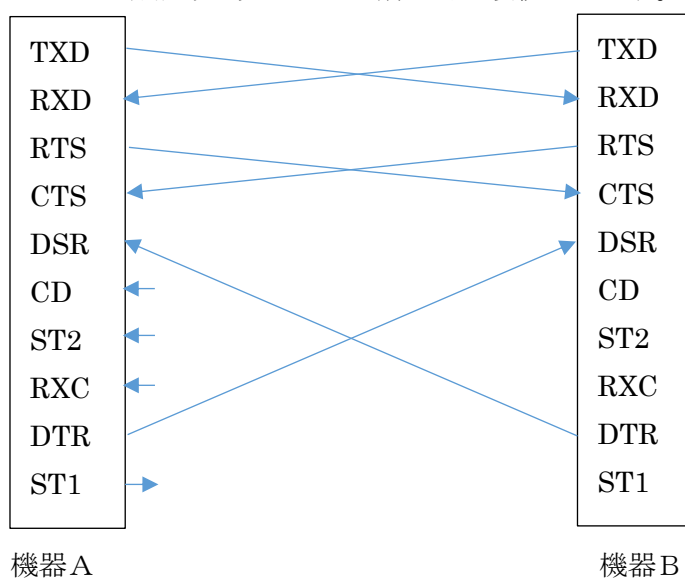 TXD TXD
RXD RXD
RTS RTS
CTS CTS
DSR DSR
CD CD
ST2 ST2
RXC RXC
DTR DTR
ST1 ST1
機器A 機器B